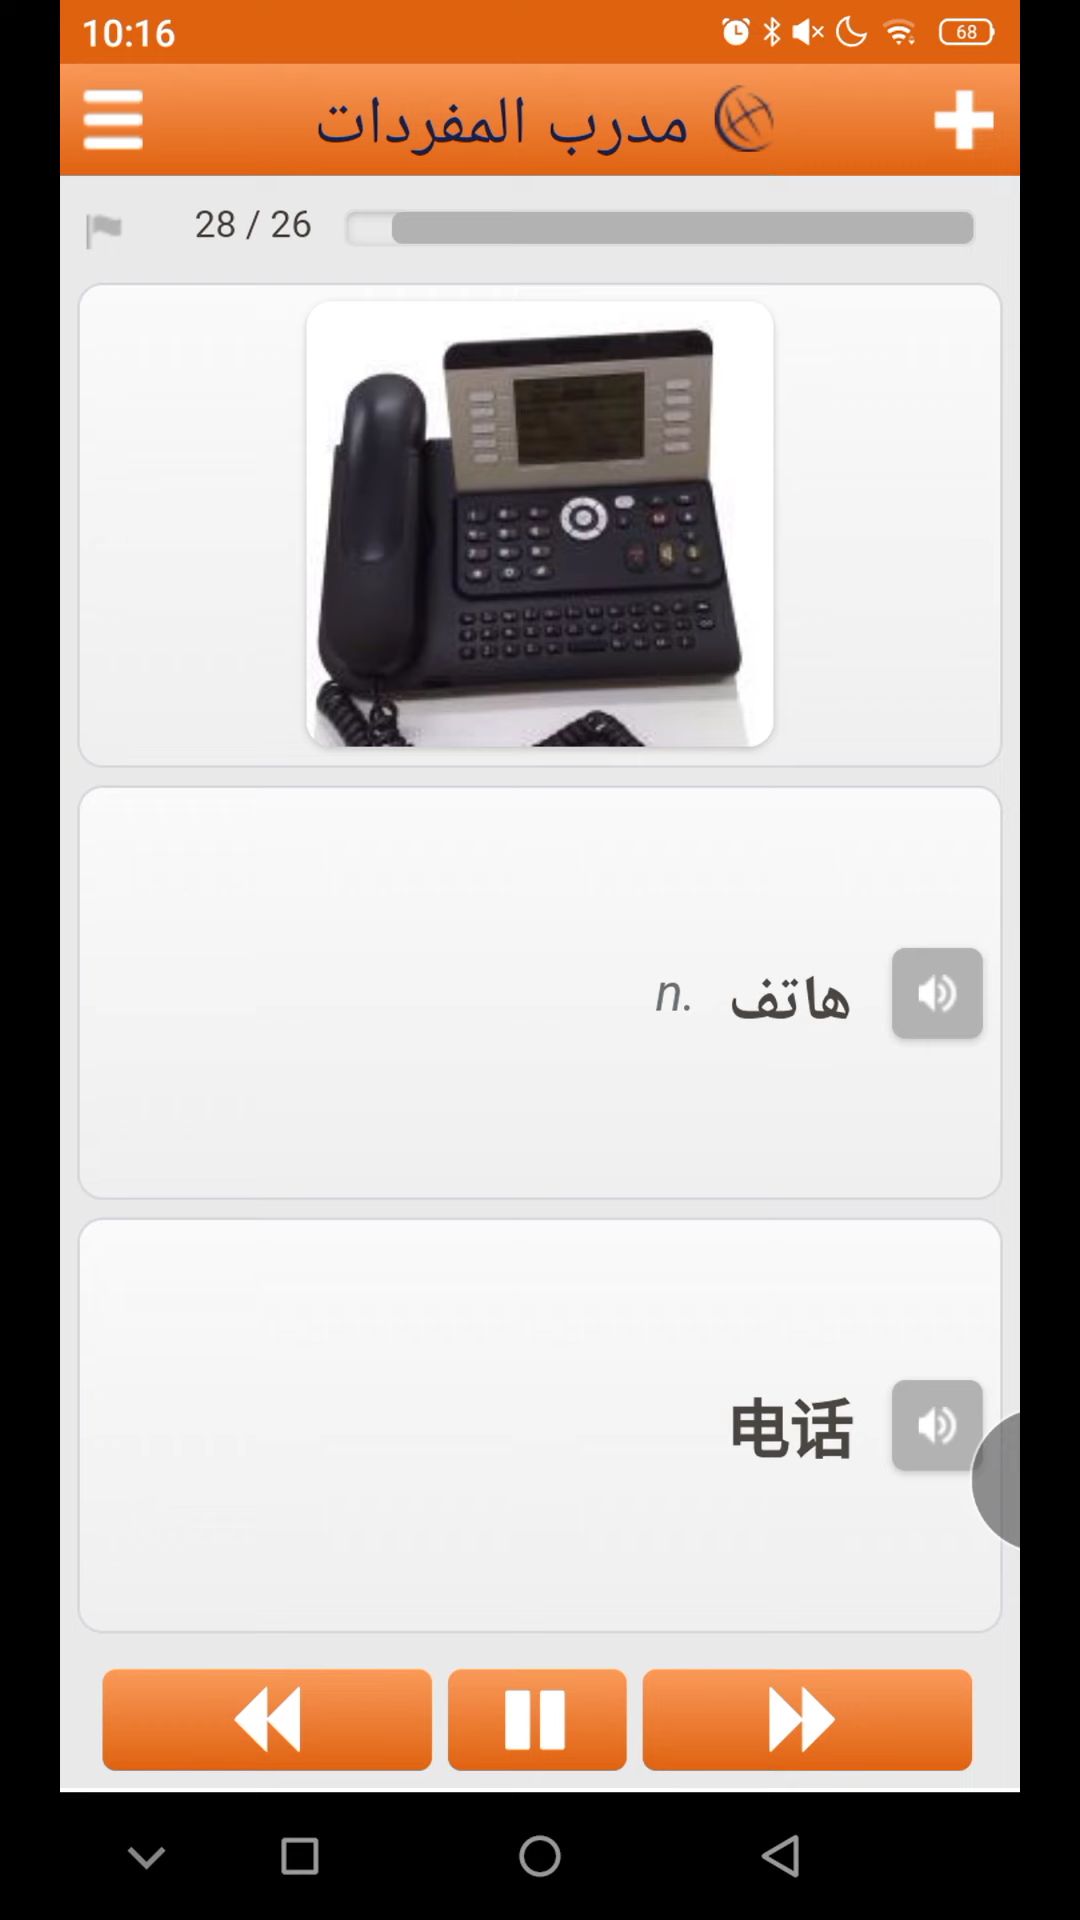 10:16
68
مدرب المفردات
28 / 26
هاتف n.
电话